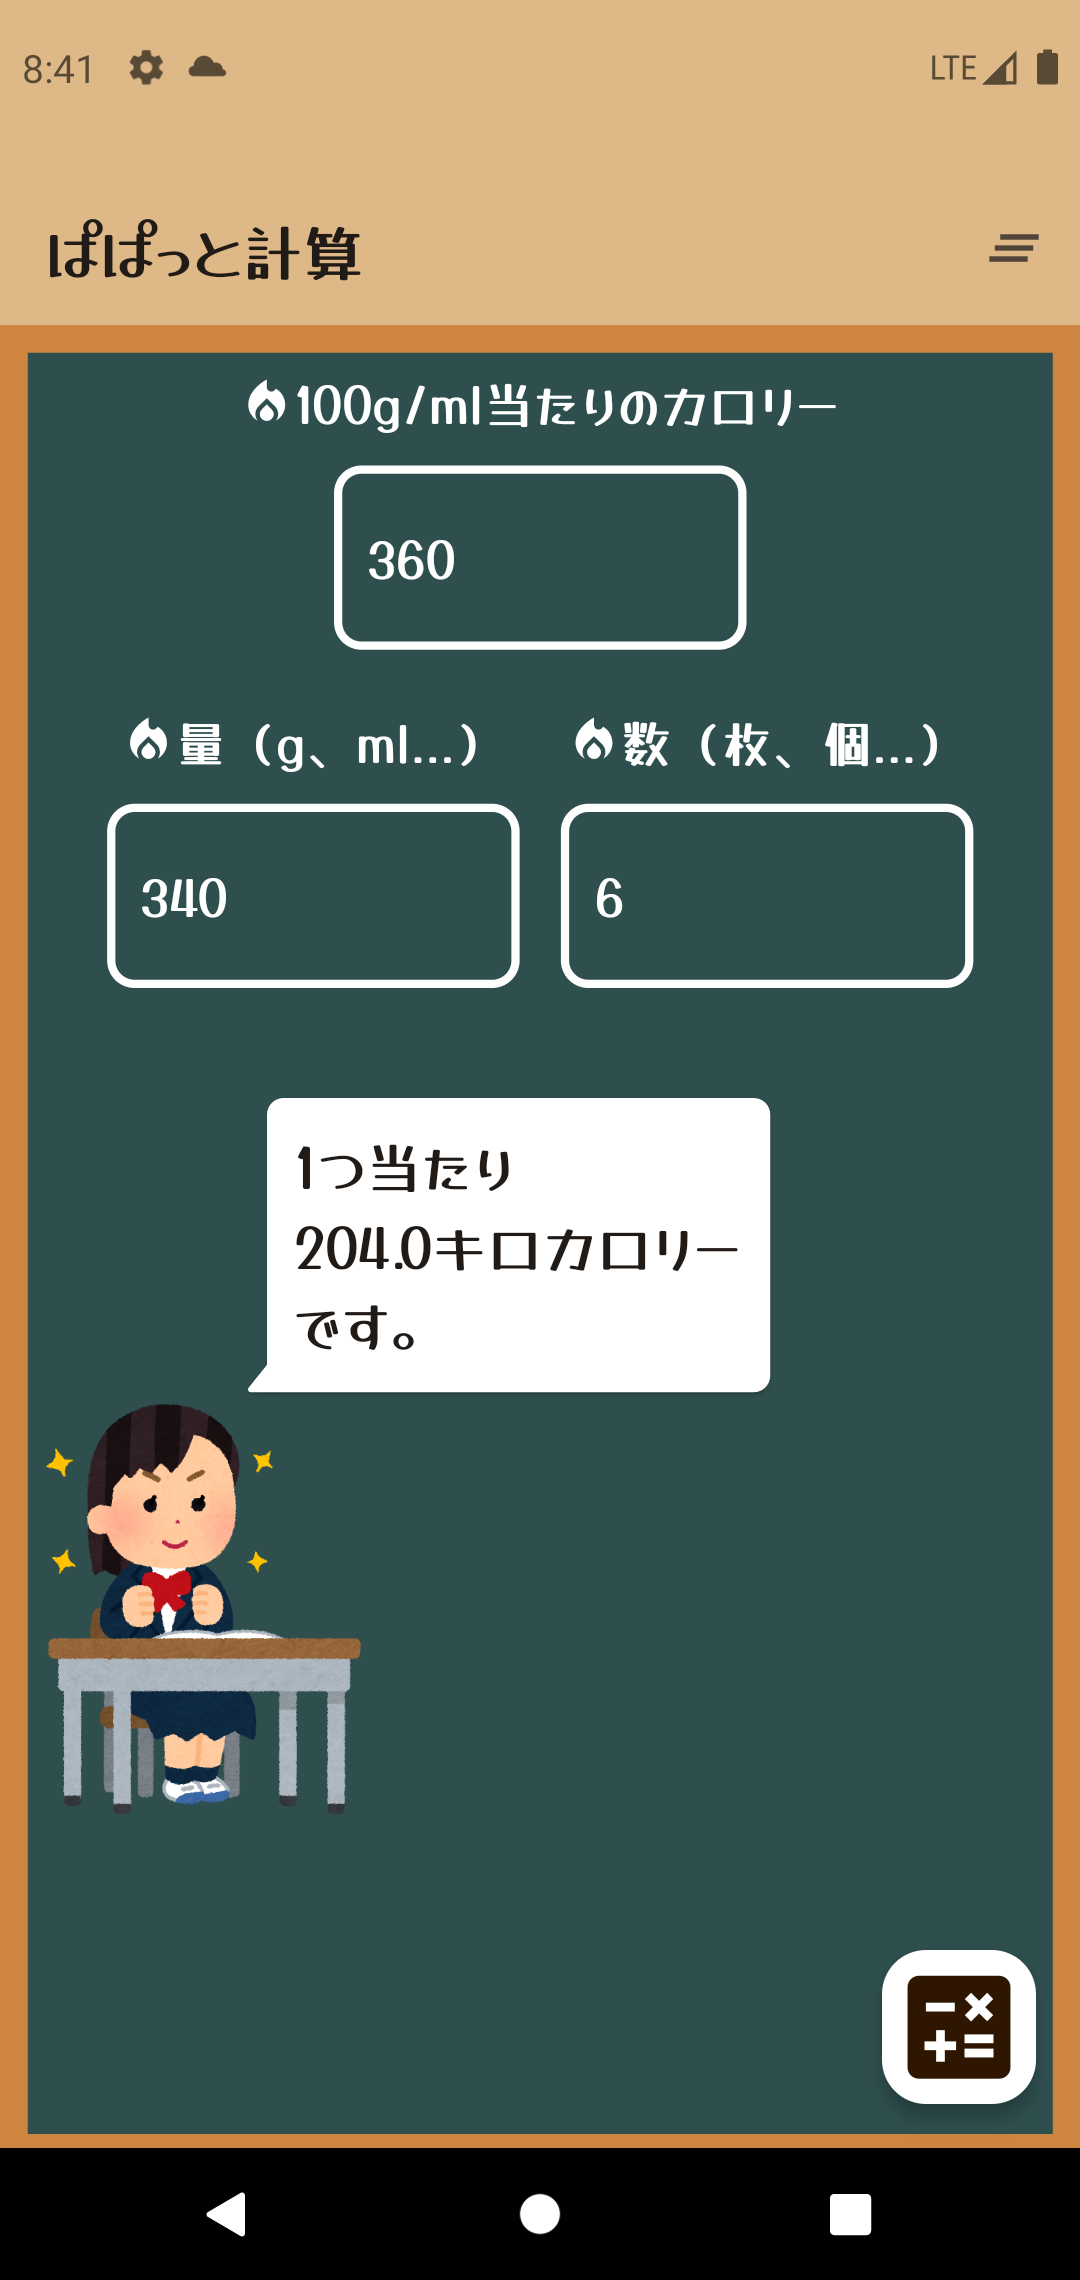 8:41
LTE
ぱぱっと計算
100g/ml当たりのカロリー
360
量（g、ml...）
数（枚、個...）
340
6
1つ当たり
204.0キロカロリー
です。